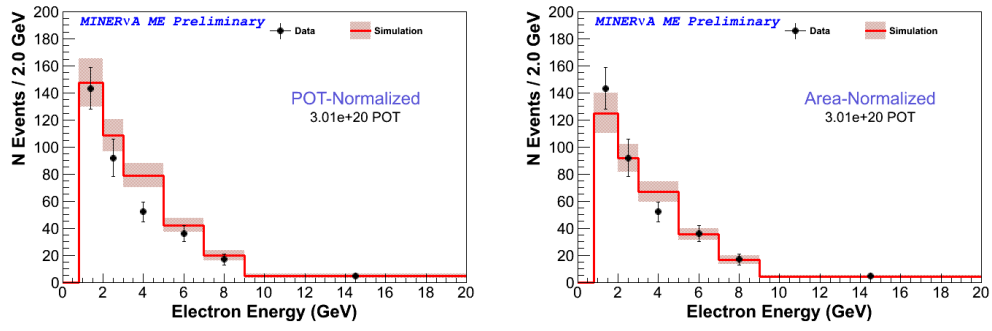 MINERνA ME Preliminary
Data Simulation
POT-Normalized
3.01e+20 POT
N Events / 2.0 GeV
200
180
160
140
120
100
80
60
40
20
0
0 2 4 6 8 10 12 14 16 18 20
Electron Energy (GeV)
MINERνA ME Preliminary
Data Simulation
Area-Normalized
3.01e+20 POT
N Events / 2.0 GeV
200
180
160
140
120
100
80
60
40
20
0
0 2 4 6 8 10 12 14 16 18 20
Electron Energy (GeV)